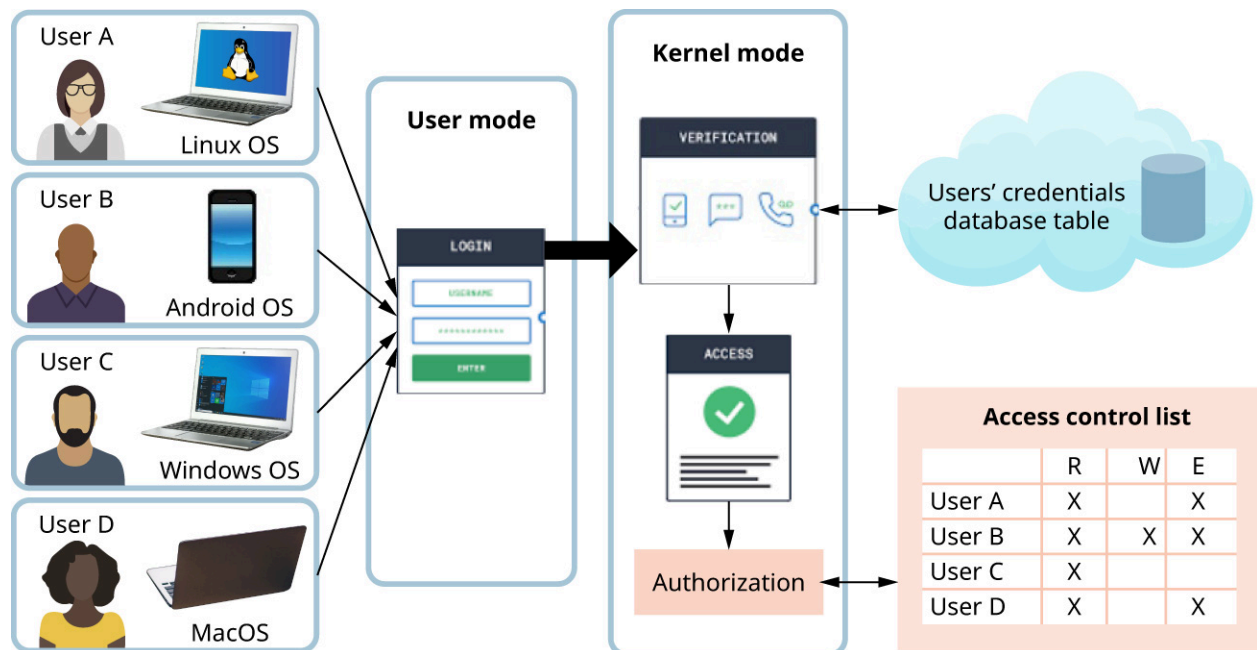 User A
Linux OS
User B
Android OS
User C
Windows OS
User D
MacOS
User mode
LOGIN
USERNAME
************
ENTER
Kernel mode
VERIFICATION
***
ACCESS
Authorization
Users’ credentials
database table
Access control list
R W E
User A X X
User B X X X
User C X
User D X X